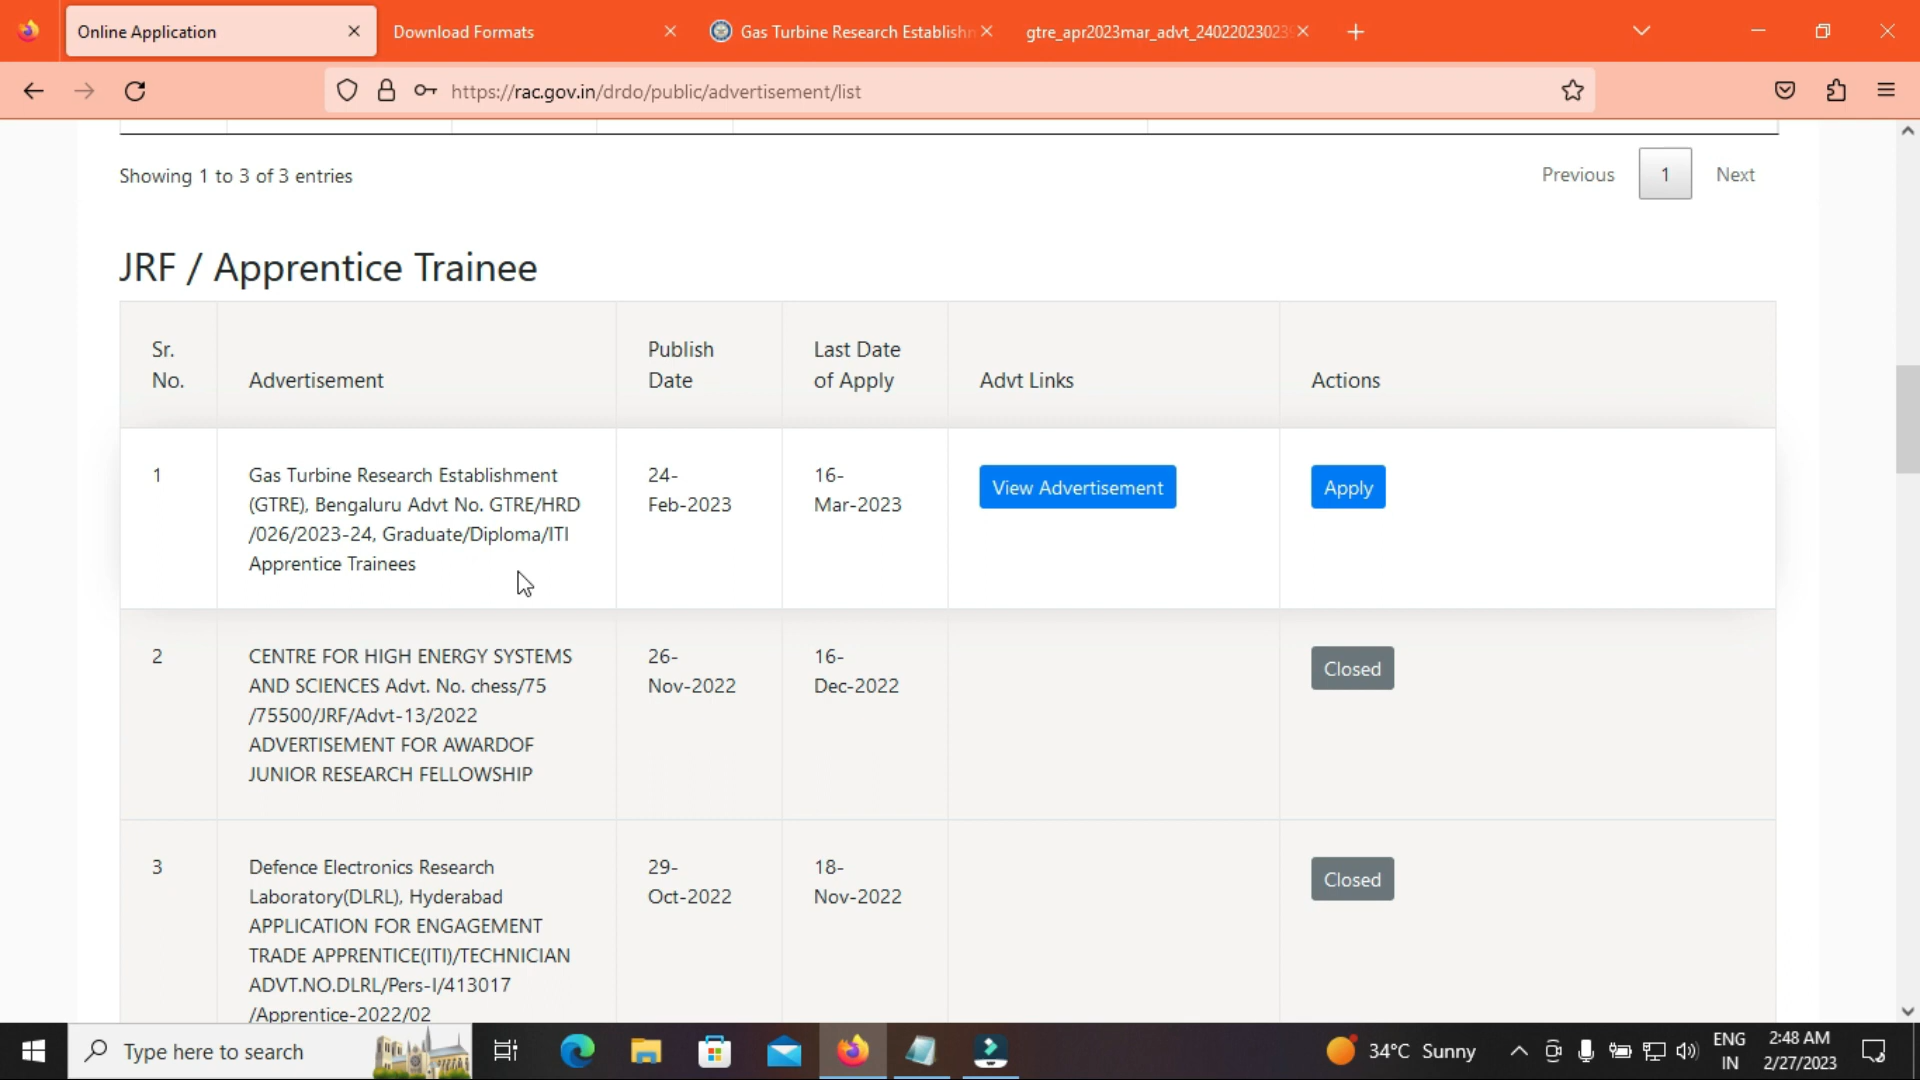 Online Application
Download Formats
Gas Turbine Research Establishm
gtre_apr2023mar_advt_24022023023
https://rac.gov.in/drdo/public/advertisement/list
Showing 1 to 3 of 3 entries
Previous
1
Next
JRF / Apprentice Trainee
Sr.
No.
Advertisement
Publish
Date
Last Date
of Apply
Advt Links
Actions
1
Gas Turbine Research Establishment
(GTRE), Bengaluru Advt No. GTRE/HRD
/026/2023-24, Graduate/Diploma/ITI
Apprentice Trainees
24-
Feb-2023
16-
Mar-2023
View Advertisement
Apply
2
CENTRE FOR HIGH ENERGY SYSTEMS
AND SCIENCES Advt. No. chess/75
/75500/JRF/Advt-13/2022
ADVERTISEMENT FOR AWARDOF
JUNIOR RESEARCH FELLOWSHIP
26-
Nov-2022
16-
Dec-2022
Closed
3
Defence Electronics Research
Laboratory(DLRL), Hyderabad
APPLICATION FOR ENGAGEMENT
TRADE APPRENTICE(ITI)/TECHNICIAN
ADVT.NO.DLRL/Pers-I/413017
/Apprentice-2022/02
29-
Oct-2022
18-
Nov-2022
Closed
Type here to search
34°C Sunny
ENG
IN
2:48 AM
2/27/2023